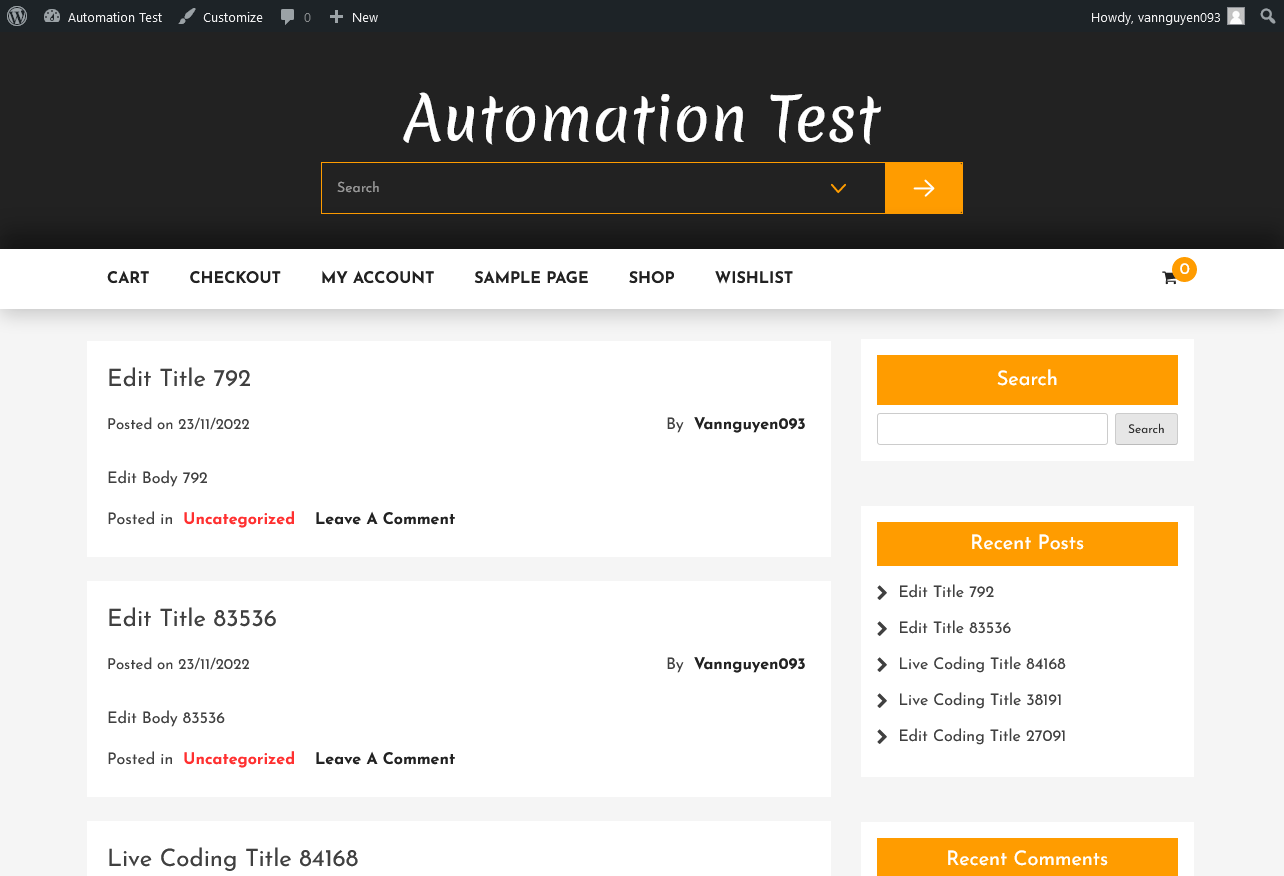 Automation Test Customize 0 New Howdy, vannguyen093
Automation Test
Search
CART CHECKOUT MY ACCOUNT SAMPLE PAGE SHOP WISHLIST 0
Edit Title 792
Posted on 23/11/2022 By Vannguyen093
Edit Body 792
Posted in Uncategorized Leave A Comment
Edit Title 83536
Posted on 23/11/2022 By Vannguyen093
Edit Body 83536
Posted in Uncategorized Leave A Comment
Live Coding Title 84168
Search
Search
Recent Posts
Edit Title 792
Edit Title 83536
Live Coding Title 84168
Live Coding Title 38191
Edit Coding Title 27091
Recent Comments